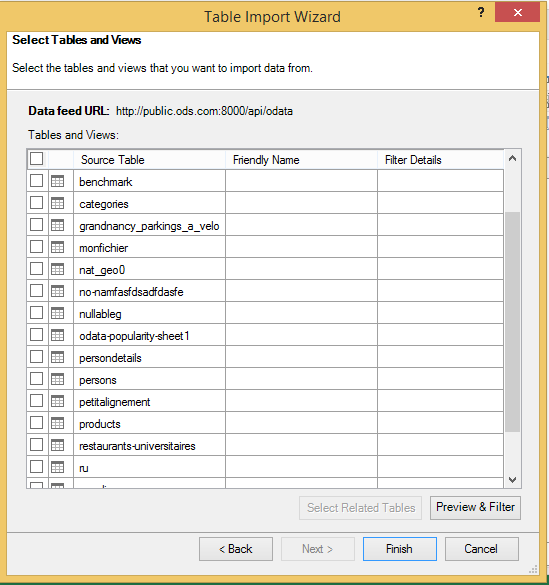 Table Import Wizard
?
x
Select Tables and Views
Select the tables and views that you want to import data from.
Data feed URL: http://public.ods.com:8000/api/odata
Tables and Views:
Source Table Friendly Name Filter Details
benchmark
categories
grandnancy_parkings_a_velo
monfichier
nat_geo0
no-namfasfdsadfdasfe
nullableg
odata-popularity-sheet1
persondetails
persons
petitalignement
products
restaurants-universitaires
ru
Select Related Tables Preview & Filter
< Back Next > Finish Cancel